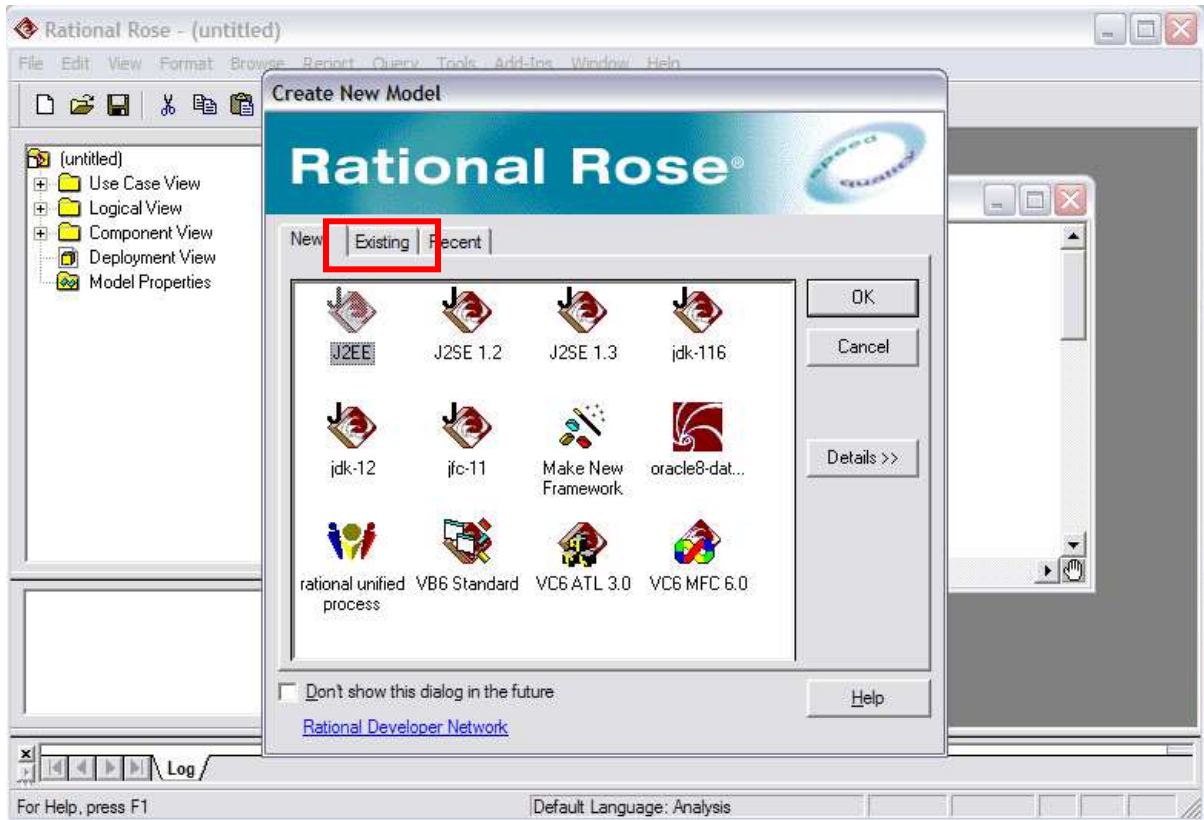 Rational Rose - (untitled)
File Edit View Format Browse Report Query Tools Add-Ins Window Help
Create New Model
Rational Rose®
speed
quality
(untitled)
Use Case View
Logical View
Component View
Deployment View
Model Properties
New Existing Recent
J2EE J2SE 1.2 J2SE 1.3 jdk-116
jdk-12 jfc-11 Make New Framework oracle8-dat...
rational unified process VB6 Standard VC6 ATL 3.0 VC6 MFC 6.0
OK
Cancel
Details >>
Don't show this dialog in the future
Help
Rational Developer Network
Log
For Help, press F1
Default Language: Analysis